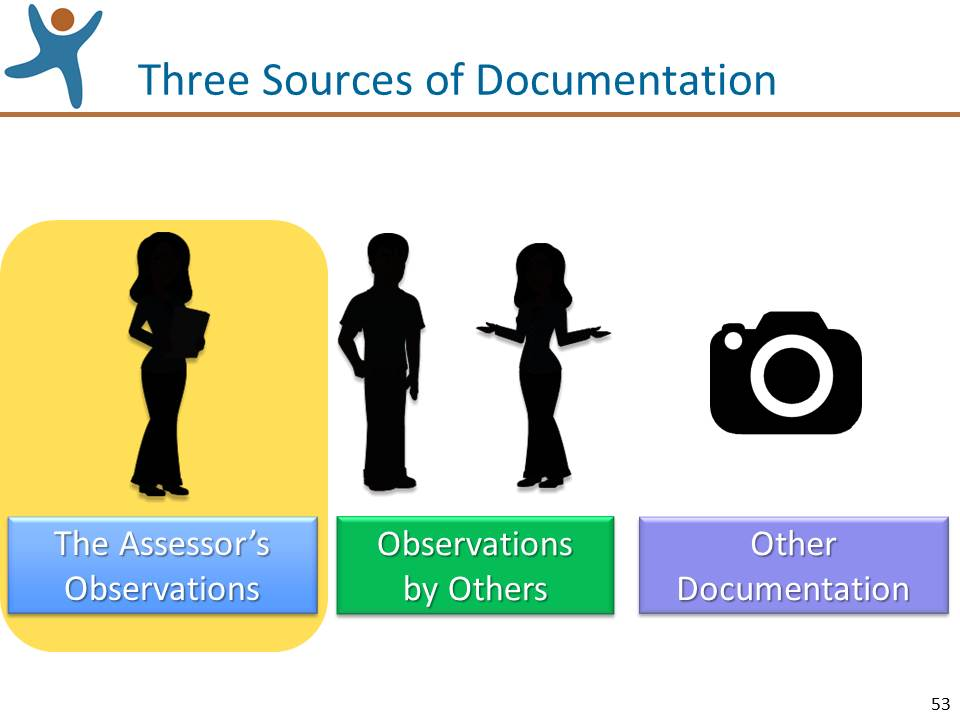 Three Sources of Documentation
The Assessor’s
Observations
Observations
by Others
Other
Documentation
53